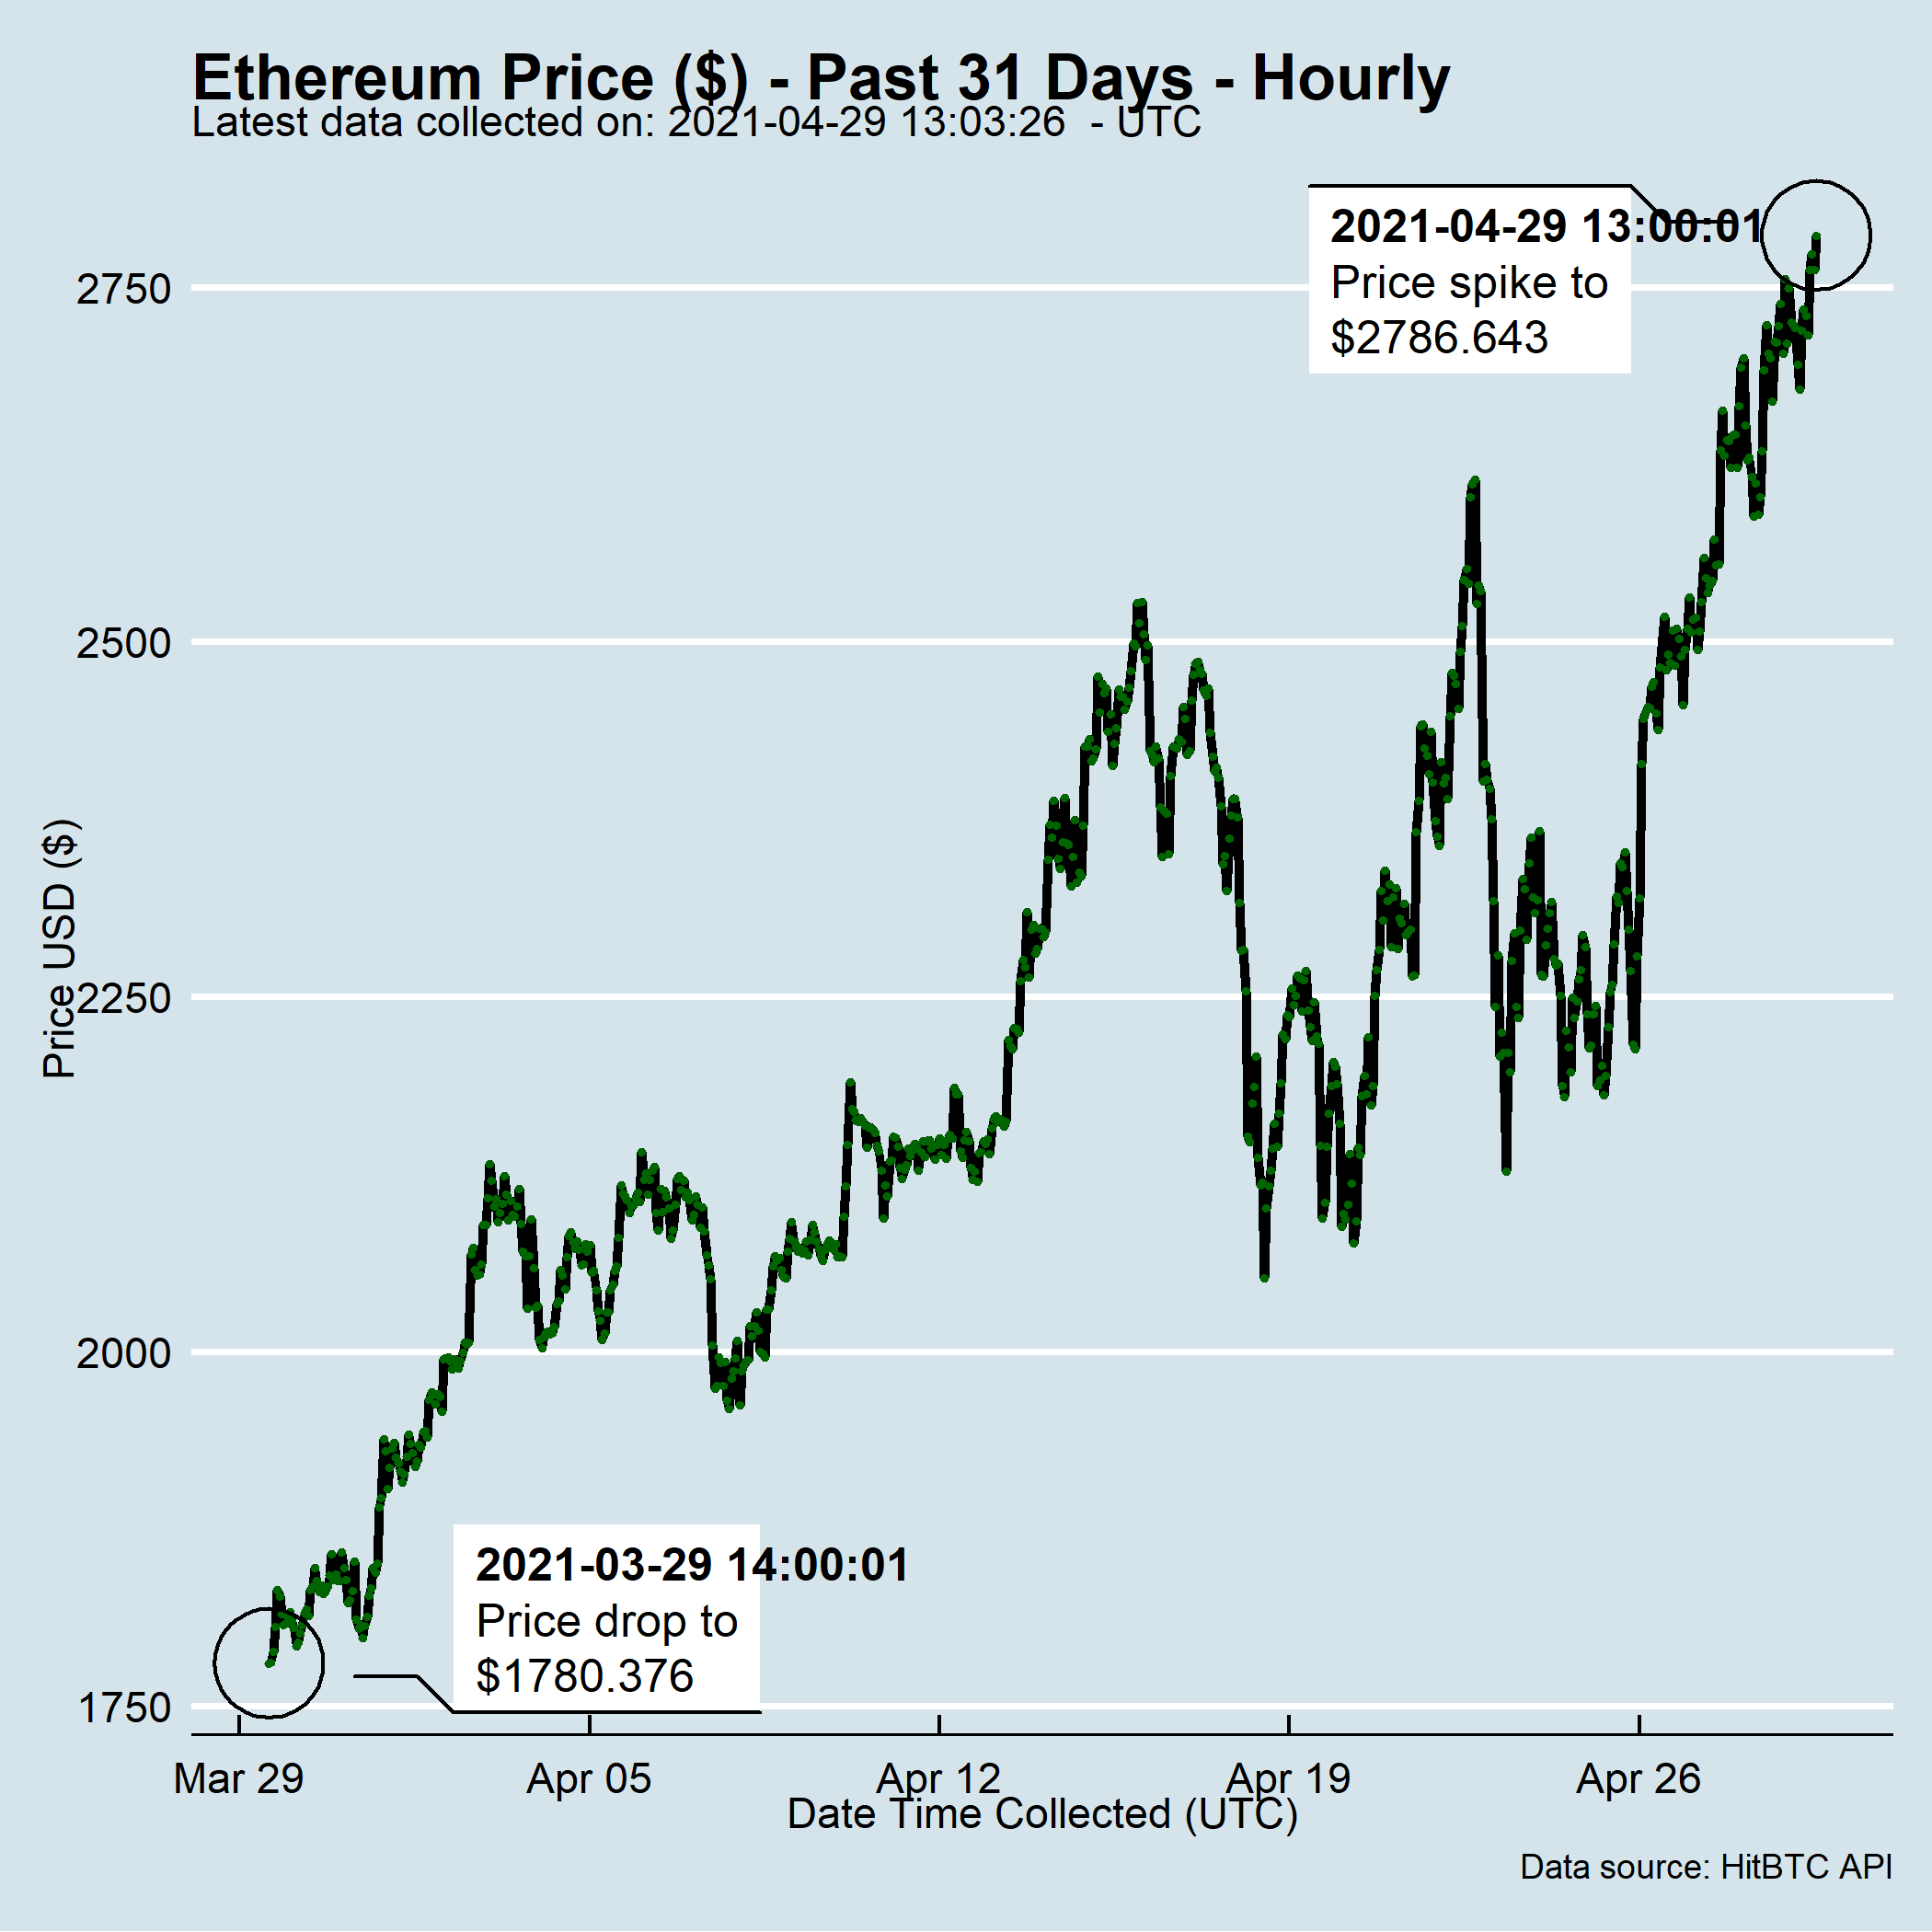 Ethereum Price ($) - Past 31 Days - Hourly
Latest data collected on: 2021-04-29 13:03:26  - UTC
2021-04-29 13:00:01
Price spike to
$2786.643
2750
2500
2250
2000
1750
Price USD ($)
2021-03-29 14:00:01
Price drop to
$1780.376
Mar 29 Apr 05 Apr 12 Apr 19 Apr 26
Date Time Collected (UTC)
Data source: HitBTC API